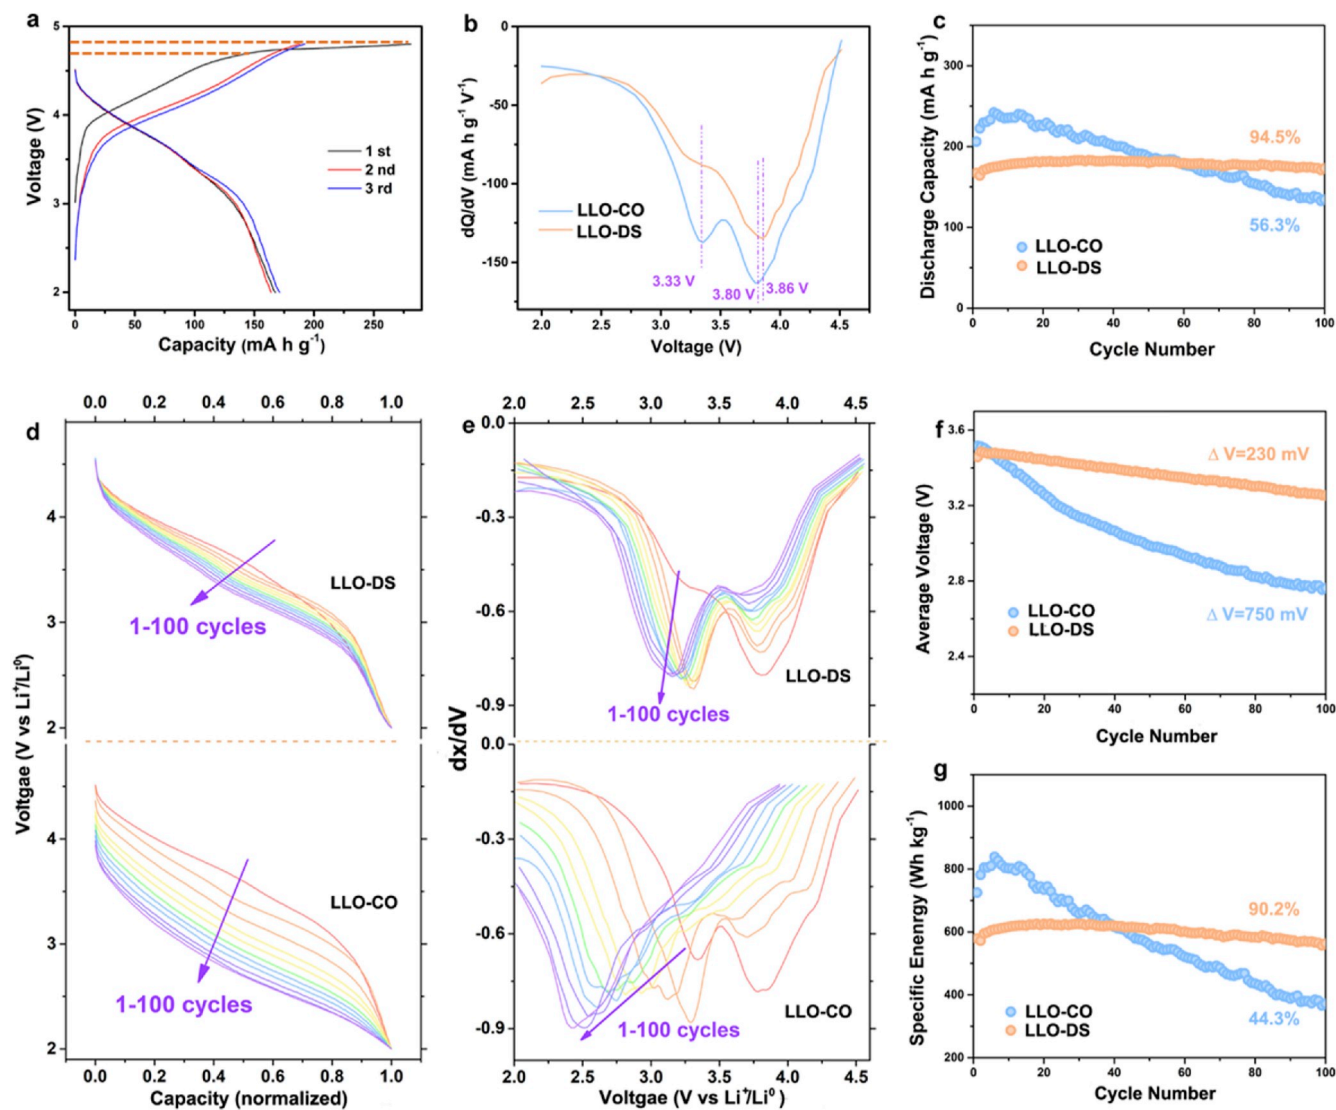 a
5
4
3
2
Voltage (V)
1 st
2 nd
3 rd
0
50
100
150
200
250
Capacity (mA h g⁻¹)
b
0
-50
-100
-150
dQ/dV (mA h g⁻¹ V⁻¹)
LLO-CO
LLO-DS
3.33 V
3.80 V
3.86 V
2.0
2.5
3.0
3.5
4.0
4.5
Voltage (V)
c
300
200
100
0
Discharge Capacity (mA h g⁻¹)
94.5%
56.3%
LLO-CO
LLO-DS
0
20
40
60
80
100
Cycle Number
d
0.0
0.2
0.4
0.6
0.8
1.0
4
3
2
LLO-DS
1-100 cycles
Voftgae (V vs Li⁺/Li⁰)
4
3
2
LLO-CO
1-100 cycles
0.0
0.2
0.4
0.6
0.8
1.0
Capacity (normalized)
e
2.0
2.5
3.0
3.5
4.0
4.5
0.0
-0.3
-0.6
-0.9
LLO-DS
1-100 cycles
dx/dV
0.0
-0.3
-0.6
-0.9
LLO-CO
1-100 cycles
2.0
2.5
3.0
3.5
4.0
4.5
Voltgae (V vs Li⁺/Li⁰ )
f
3.6
3.2
2.8
2.4
Average Voltage (V)
Δ V=230 mV
Δ V=750 mV
LLO-CO
LLO-DS
0
20
40
60
80
100
Cycle Number
g
1000
800
600
400
200
Specific Enenrgy (Wh kg⁻¹)
90.2%
44.3%
LLO-CO
LLO-DS
0
20
40
60
80
100
Cycle Number